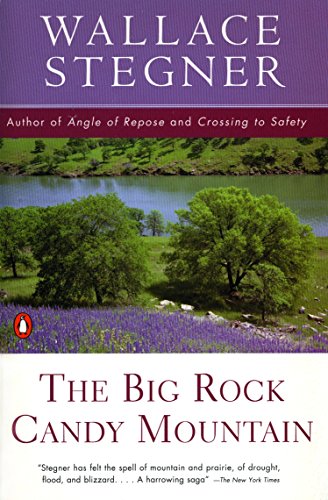 WALLACE
STEGNER
Author of Angle of Repose and Crossing to Safety
THE BIG ROCK
CANDY MOUNTAIN
"Stegner has felt the spell of mountain and prairie, of drought,
flood, and blizzard. . . . A harrowing saga" —The New York Times